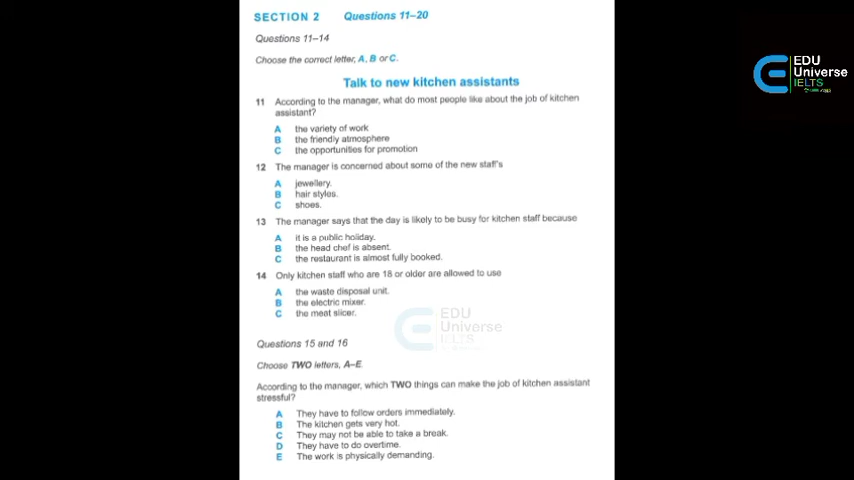 SECTION 2 Questions 11–20
Questions 11–14
Choose the correct letter, A, B or C.
Talk to new kitchen assistants
11 According to the manager, what do most people like about the job of kitchen
assistant?
A the variety of work
B the friendly atmosphere
C the opportunities for promotion
12 The manager is concerned about some of the new staff's
A jewellery.
B hair styles.
C shoes.
13 The manager says that the day is likely to be busy for kitchen staff because
A it is a public holiday.
B the head chef is absent.
C the restaurant is almost fully booked.
14 Only kitchen staff who are 18 or older are allowed to use
A the waste disposal unit.
B the electric mixer.
C the meat slicer.
Questions 15 and 16
Choose TWO letters, A–E
According to the manager, which TWO things can make the job of kitchen assistant
stressful?
A They have to follow orders immediately.
B The kitchen gets very hot.
C They may not be able to take a break.
D They have to do overtime.
E The work is physically demanding.
EDU
Universe
IELTS
EDU
Universe
IELTS